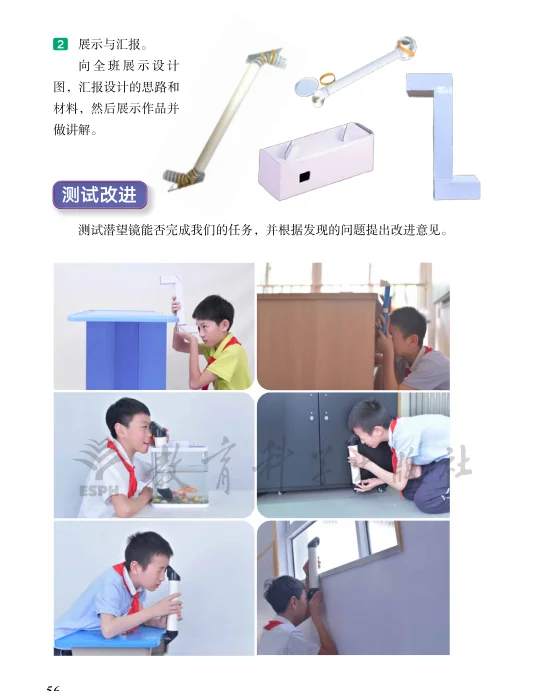 2 展示与汇报。
向全班展示设计
图，汇报设计的思路和
材料，然后展示作品并
做讲解。
测试改进
测试潜望镜能否完成我们的任务，并根据发现的问题提出改进意见。
ESPH 教育科学出版社
56